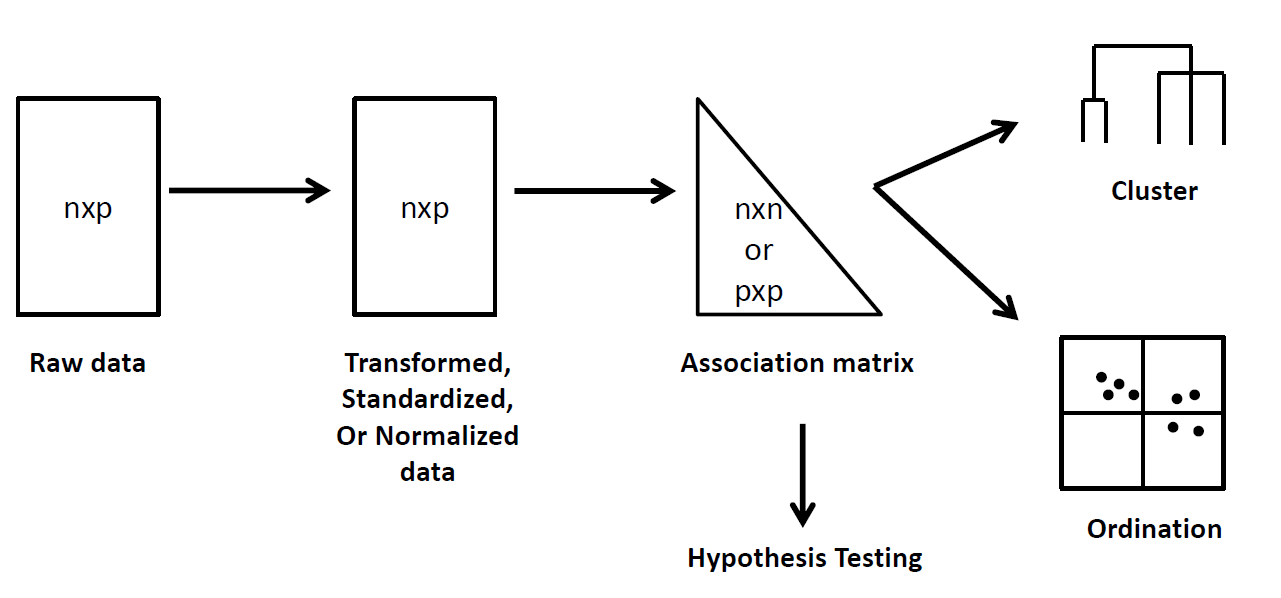 nxp
Raw data
nxp
Transformed,
Standardized,
Or Normalized
data
nxn
or
pxp
Association matrix
Hypothesis Testing
Cluster
Ordination